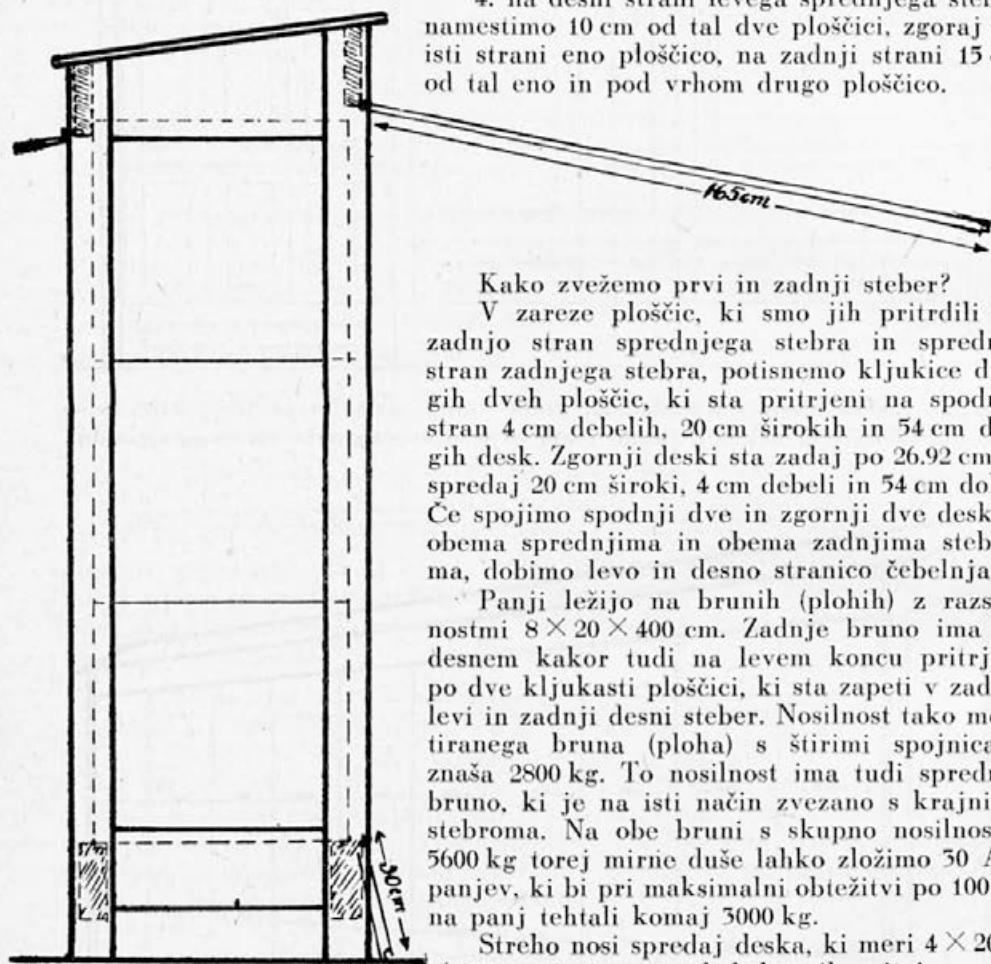 4. na desni strani levega sprednjega
namestimo 10 cm od tal dve ploščici, zgoraj
isti strani eno ploščico, na zadnji strani 15
od tal eno in pod vrhom drugo ploščico.
165cm
Kako zvežemo prvi in zadnji steber?
V zareze ploščic, ki smo jih pritrdili
zadnjo stran sprednjega stebra in spredn
stran zadnjega stebra, potisnemo kljukice d
gih dveh ploščic, ki sta pritrjeni na spodn
stran 4 cm debelih, 20 cm širokih in 54 cm d
gih desk. Zgornji deski sta zadaj po 26.92 cm
spredaj 20 cm široki, 4 cm debeli in 54 cm dol
Če spojimo spodnji dve in zgornji dve desk
obema sprednjima in obema zadnjima steb
ma, dobimo levo in desno stranico čebelnja
Panji ležijo na brunih (plohih) z razs
nostmi 8 × 20 × 400 cm. Zadnje bruno ima
desnem kakor tudi na levem koncu pritrj
po dve kljukasti ploščici, ki sta zapeti v zad
levi in zadnji desni steber. Nosilnost tako mo
tiranega bruna (ploha) s štirimi spojnica
znaša 2800 kg. To nosilnost ima tudi spredn
bruno, ki je na isti način zvezano s krajni
stebroma. Na obe bruni s skupno nosilnos
5600 kg torej mirne duše lahko zložimo 30 A
panjev, ki bi pri maksimalni obtežitvi po 100
na panj tehtali komaj 3000 kg.
30cm
Streho nosi spredaj deska, ki meri 4 × 20